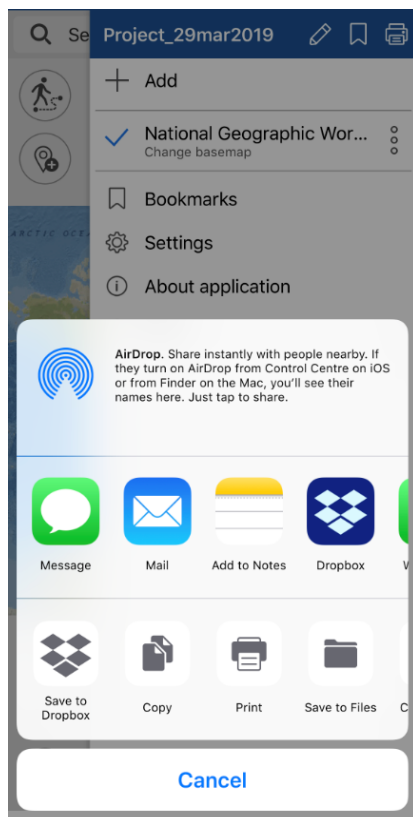 Se
Project_29mar2019
Add
National Geographic Wor...
Change basemap
ARCTIC OCE
Bookmarks
Settings
About application
AirDrop. Share instantly with people nearby. If
they turn on AirDrop from Control Centre on iOS
or from Finder on the Mac, you'll see their
names here. Just tap to share.
Message
Mail
Add to Notes
Dropbox
Save to
Dropbox
Copy
Print
Save to Files
C
Cancel